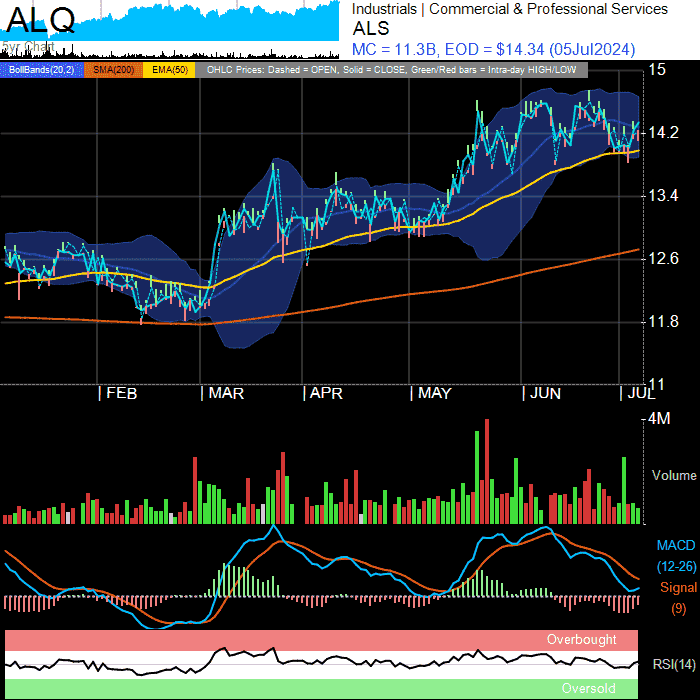 ALQ
5yr Chart
Industrials | Commercial & Professional Services
ALS
MC = 11.3B, EOD = $14.34 (05Jul2024)
BollBands(20,2) SMA(200) EMA(50) OHLC Prices: Dashed = OPEN, Solid = CLOSE, Green/Red bars = Intra-day HIGH/LOW
15
14.2
13.4
12.6
11.8
11
FEB MAR APR MAY JUN JUL
4M
Volume
MACD
(12-26)
Signal
(9)
Overbought
RSI(14)
Oversold